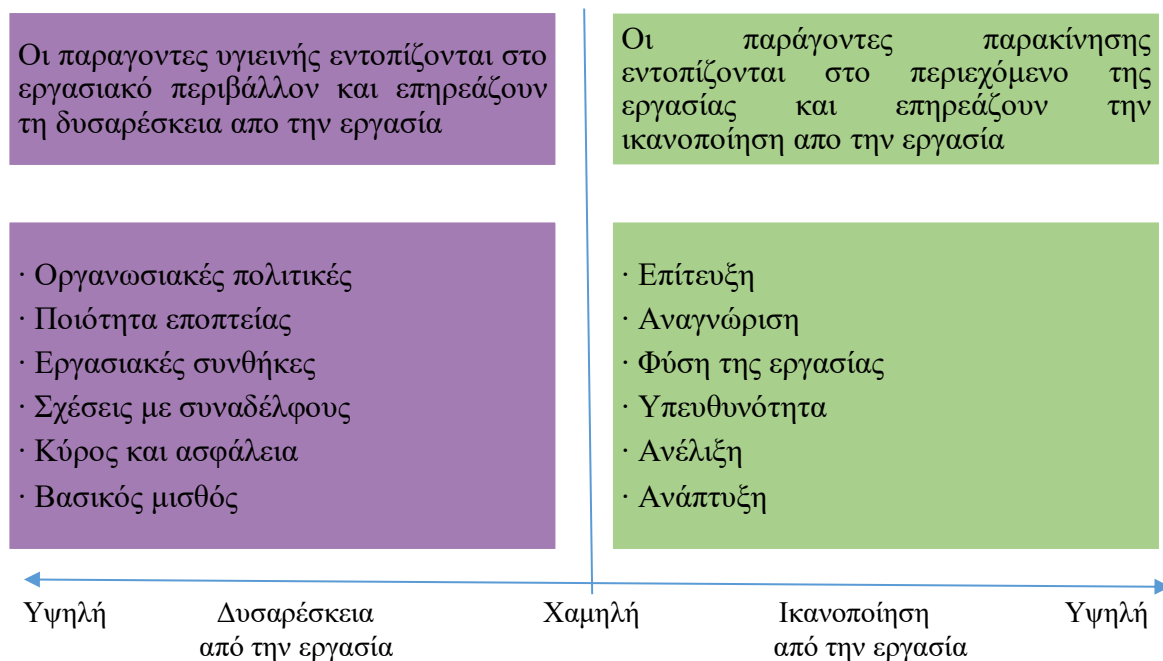 Οι παραγοντες υγιεινής εντοπίζονται στο
εργασιακό περιβάλλον και επηρεάζουν
τη δυσαρέσκεια απο την εργασία
Οι παράγοντες παρακίνησης
εντοπίζονται στο περιεχόμενο της
εργασίας και επηρεάζουν την
ικανοποίηση απο την εργασία
· Οργανωσιακές πολιτικές
· Ποιότητα εποπτείας
· Εργασιακές συνθήκες
· Σχέσεις με συναδέλφους
· Κύρος και ασφάλεια
· Βασικός μισθός
· Επίτευξη
· Αναγνώριση
· Φύση της εργασίας
· Υπευθυνότητα
· Ανέλιξη
· Ανάπτυξη
Υψηλή Δυσαρέσκεια Χαμηλή Ικανοποίηση Υψηλή
από την εργασία από την εργασία